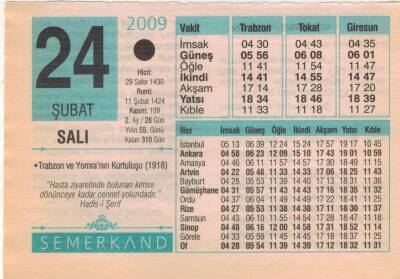 2009
24
Hicri:
29 Safer 1430
Rumi:
11 Şubat 1424
Kasım: 109
2. Ay / 28 Gün
Yılın 55. Günü
Kalan 310 Gün
ŞUBAT
SALI
•Trabzon ve Yomra'nın Kurtuluşu (1918)
"Hasta ziyaretinde bulunan kimse
dönünceye kadar cennet yolundadır."
Hadis-i Şerif
SEMERKAND
Vakit Trabzon Tokat Giresun
İmsak 04 30 04 43 04 35
Güneş 05 56 06 08 06 01
Öğle 11 41 11 54 11 47
İkindi 14 41 14 55 14 47
Akşam 17 14 17 28 17 20
Yatsı 18 34 18 46 18 39
Kıble 11 33 11 18 11 27
İller İmsak Güneş Öğle İkindi Akşam Yatsı Kıble
İstanbul 05 13 06 39 12 24 15 24 17 57 19 17 10 45
Ankara 04 58 06 23 12 09 15 10 17 43 19 01 10 59
Amasya 04 46 06 11 11 57 14 57 17 30 18 49 11 15
Artvin 04 22 05 48 11 33 14 33 17 06 18 25 11 43
Bayburt 04 28 05 53 11 39 14 40 17 13 18 31 11 35
Gümüşhane 04 31 05 57 11 43 14 43 17 16 18 35 11 31
Ordu 04 37 06 04 11 49 14 49 17 22 18 41 11 25
Rize 04 27 05 53 11 38 14 38 17 11 18 30 11 37
Samsun 04 43 06 10 11 55 14 55 17 28 18 47 11 18
Sinop 04 48 06 16 12 00 14 58 17 31 18 52 11 14
Görele 04 33 05 59 11 45 14 45 17 18 18 37 11 25
Of 04 28 05 54 11 39 14 39 17 12 18 32 11 31